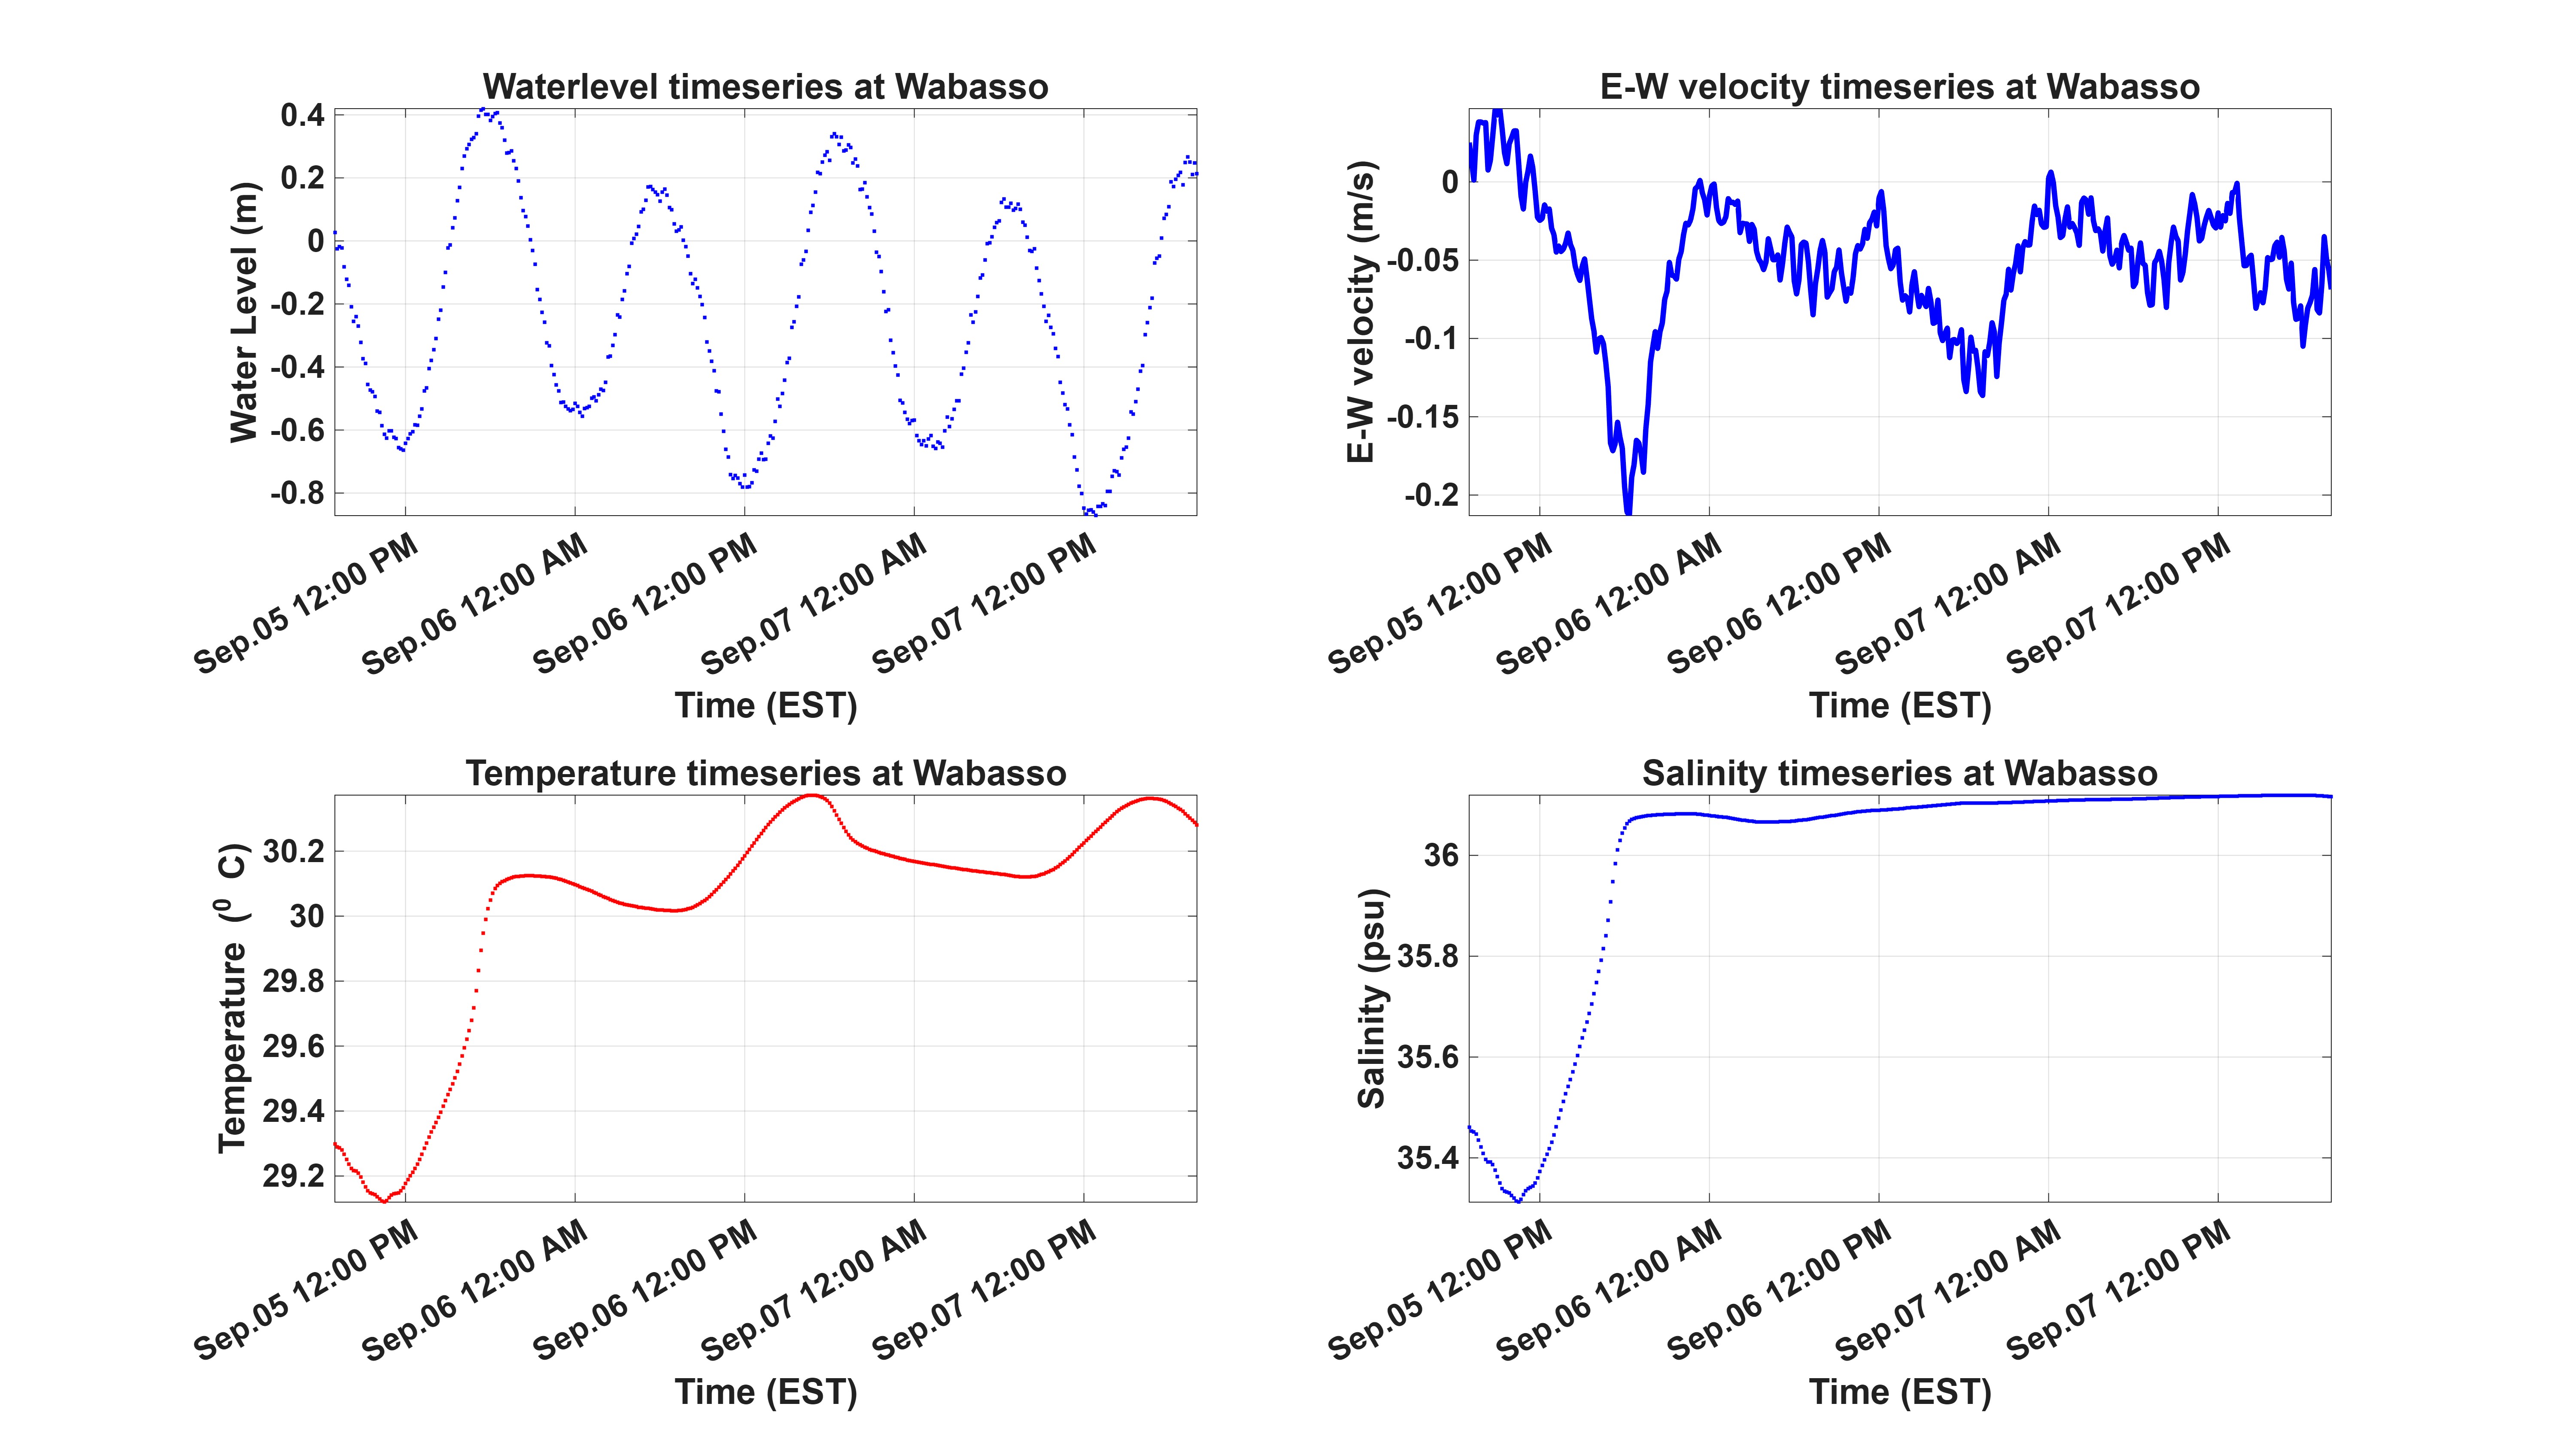 Waterlevel timeseries at Wabasso
Water Level (m)
0.4
0.2
0
-0.2
-0.4
-0.6
-0.8
Sep.05 12:00 PM
Sep.06 12:00 AM
Sep.06 12:00 PM
Sep.07 12:00 AM
Sep.07 12:00 PM
Time (EST)
E-W velocity timeseries at Wabasso
E-W velocity (m/s)
0
-0.05
-0.1
-0.15
-0.2
Sep.05 12:00 PM
Sep.06 12:00 AM
Sep.06 12:00 PM
Sep.07 12:00 AM
Sep.07 12:00 PM
Time (EST)
Temperature timeseries at Wabasso
Temperature (⁰ C)
30.2
30
29.8
29.6
29.4
29.2
Sep.05 12:00 PM
Sep.06 12:00 AM
Sep.06 12:00 PM
Sep.07 12:00 AM
Sep.07 12:00 PM
Time (EST)
Salinity timeseries at Wabasso
Salinity (psu)
36
35.8
35.6
35.4
Sep.05 12:00 PM
Sep.06 12:00 AM
Sep.06 12:00 PM
Sep.07 12:00 AM
Sep.07 12:00 PM
Time (EST)